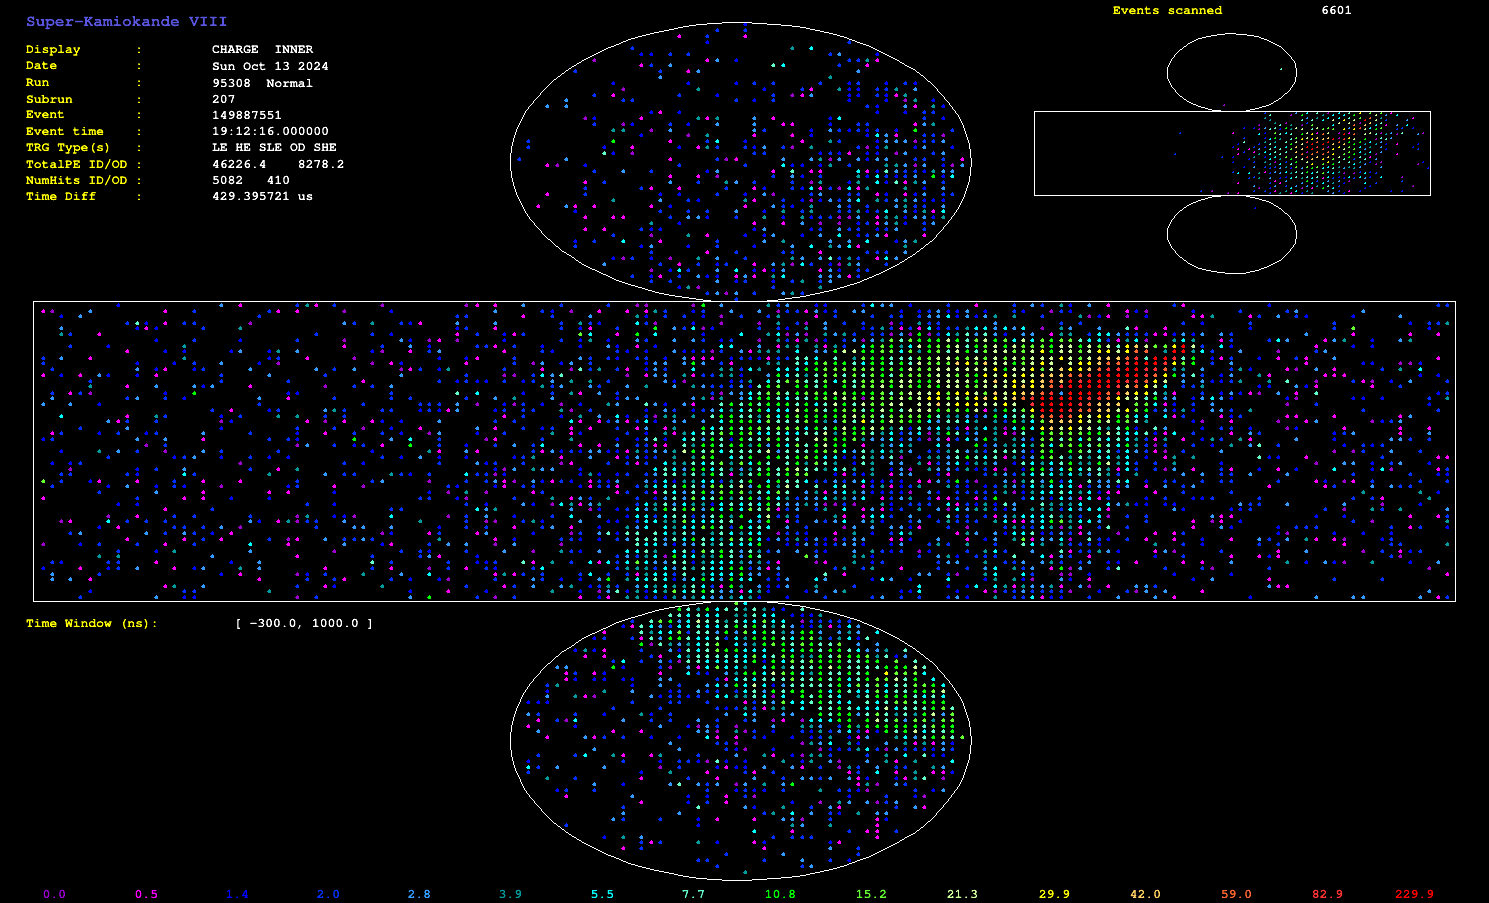 Super-Kamiokande VIII
Events scanned 6601
Display : CHARGE INNER
Date : Sun Oct 13 2024
Run : 95308 Normal
Subrun : 207
Event : 149887551
Event time : 19:12:16.000000
TRG Type(s) : LE HE SLE OD SHE
TotalPE ID/OD : 46226.4 8278.2
NumHits ID/OD : 5082 410
Time Diff : 429.395721 us
Time Window (ns): [ -300.0, 1000.0 ]
0.0 0.5 1.4 2.0 2.8 3.9 5.5 7.7 10.8 15.2 21.3 29.9 42.0 59.0 82.9 229.9